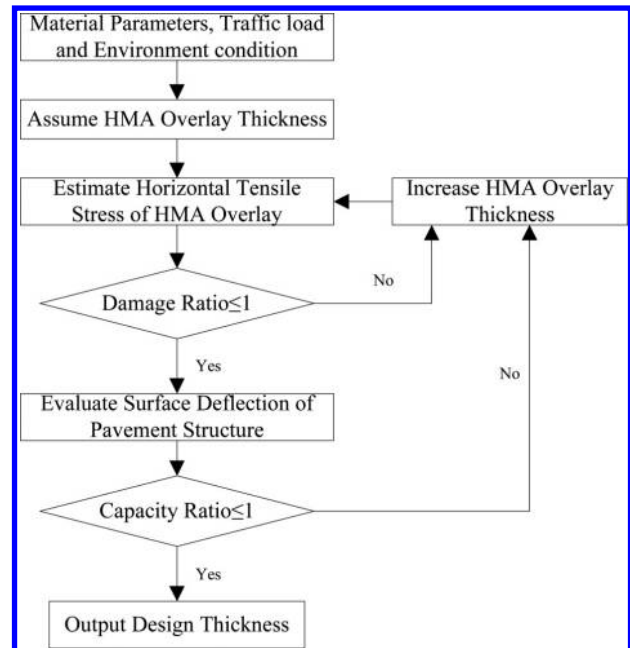 Material Parameters, Traffic load
and Environment condition
Assume HMA Overlay Thickness
Estimate Horizontal Tensile
Stress of HMA Overlay
Increase HMA Overlay
Thickness
Damage Ratio≤1
No
Yes
No
Evaluate Surface Deflection of
Pavement Structure
Capacity Ratio≤1
Yes
Output Design Thickness